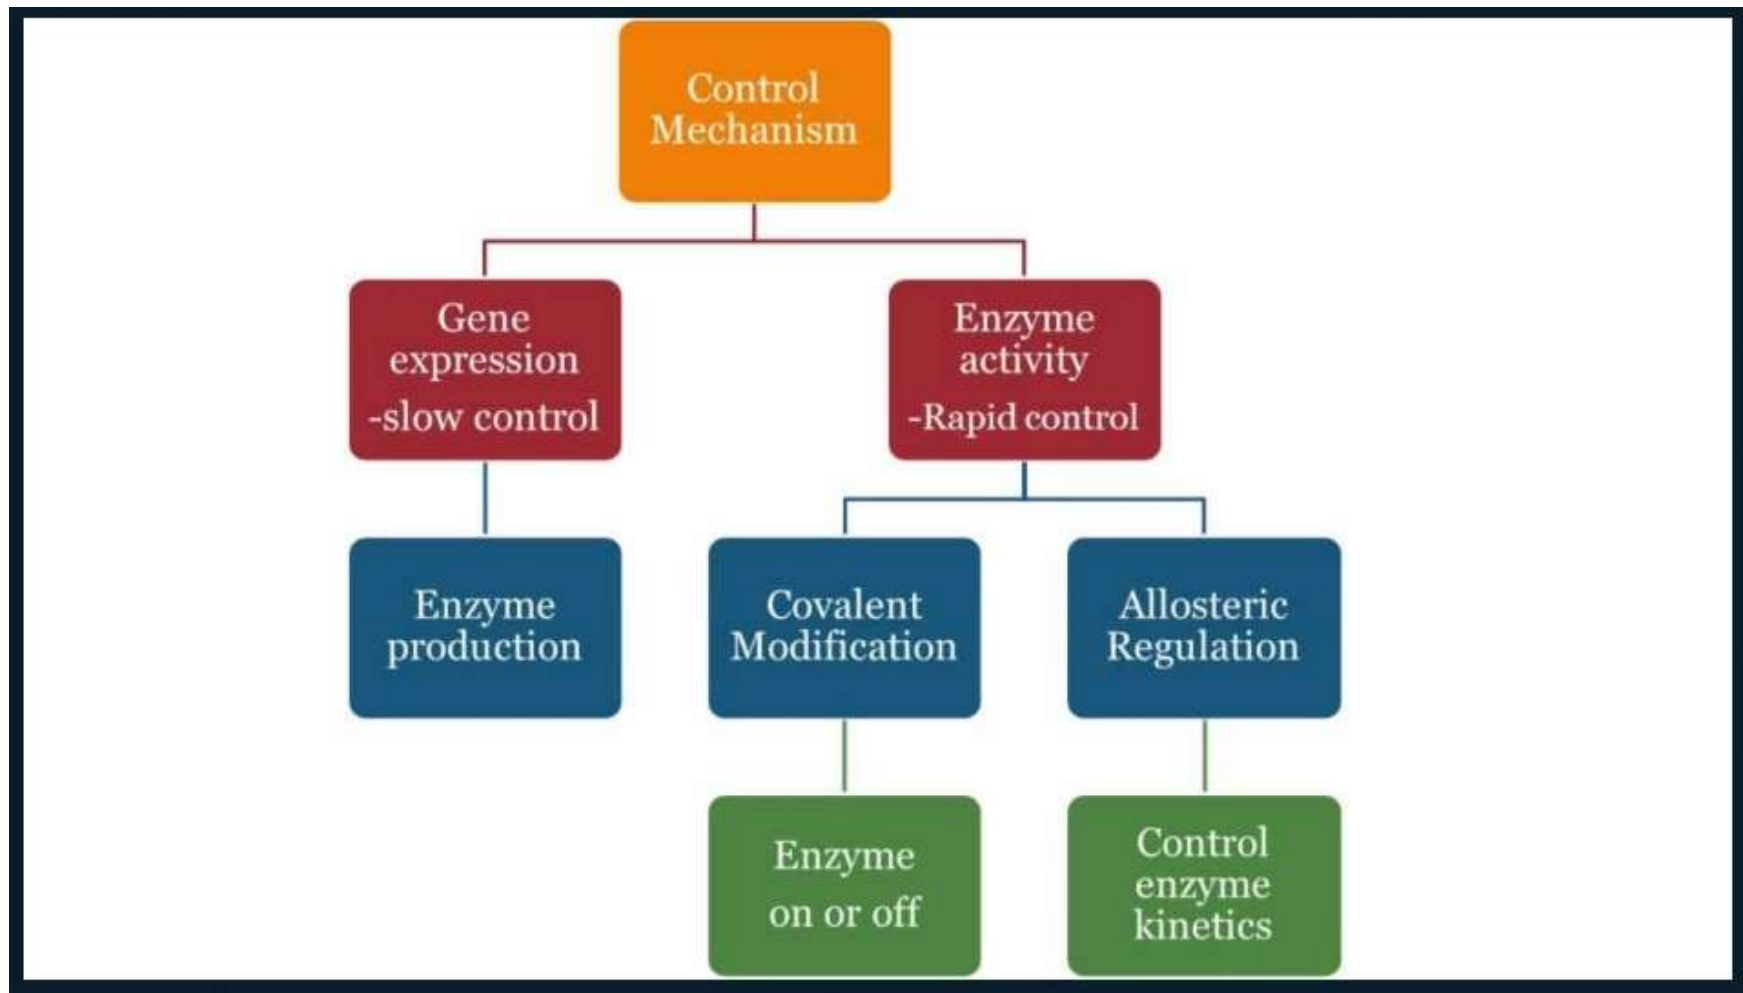 Control
Mechanism
Gene
expression
-slow control
Enzyme
activity
-Rapid control
Enzyme
production
Covalent
Modification
Allosteric
Regulation
Enzyme
on or off
Control
enzyme
kinetics